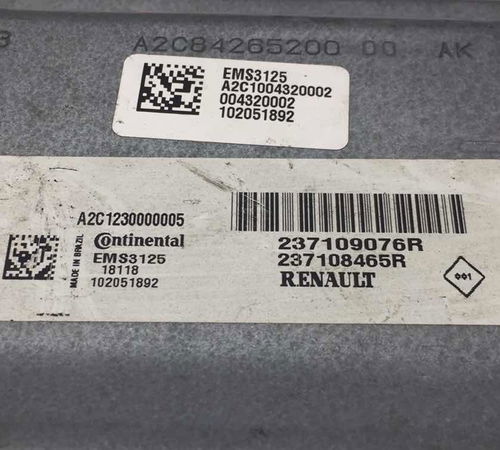 3 A2C84265200 00 AK
EMS3125
A2C1004320002
004320002
102051892
A2C1230000005
MADE IN BRAZIL
Continental
EMS3125
18118
102051892
237109076R
237108465R
RENAULT
001